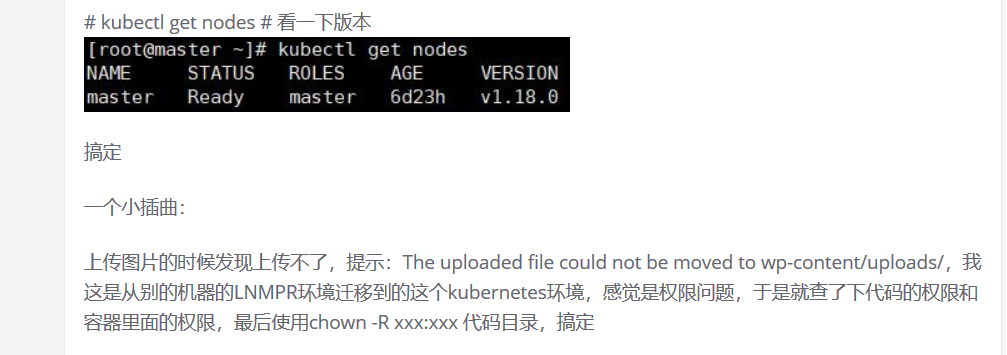 # kubectl get nodes # 看一下版本
[root@master ~]# kubectl get nodes
NAME STATUS ROLES AGE VERSION
master Ready master 6d23h v1.18.0
搞定
一个小插曲：
上传图片的时候发现上传不了，提示：The uploaded file could not be moved to wp-content/uploads/，我
这是从别的机器的LNMPR环境迁移到的这个kubernetes环境，感觉是权限问题，于是就查了下代码的权限和
容器里面的权限，最后使用chown -R xxx:xxx 代码目录，搞定